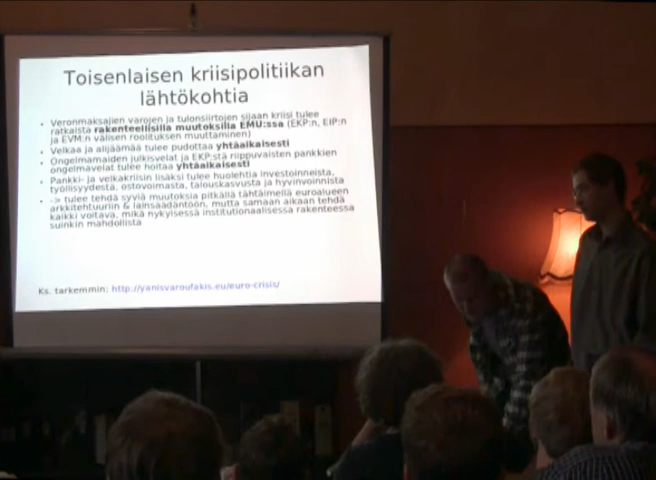 Toisenlaisen kriisipolitiikan
lähtökohtia
• Veronmaksajien varojen ja tulonsiirtojen sijaan kriisi tulee
ratkaista rakenteellisilla muutoksilla EMU:ssa (EKP:n, EIP:n
ja EVM:n välisen roolituksen muuttaminen)
• Velkaa ja alijäämää tulee pudottaa yhtäaikaisesti
• Ongelmamaiden julkisvelat ja EKP:stä riippuvaisten pankkien
ongelmavelat tulee hoitaa yhtäaikaisesti
• Pankki- ja velkakriisin lisäksi tulee huolehtia investoinneista,
työllisyydestä, ostovoimasta, talouskasvusta ja hyvinvoinnista
• -> tulee tehdä syviä muutoksia pitkällä tähtäimellä euroalueen
arkkitehtuuriin & lainsäädäntöön, mutta samaan aikaan tehdä
kaikki voitava, mikä nykyisessä institutionaalisessa rakenteessa
suinkin mahdollista
Ks. tarkemmin: http://yanisvaroufakis.eu/euro-crisis/